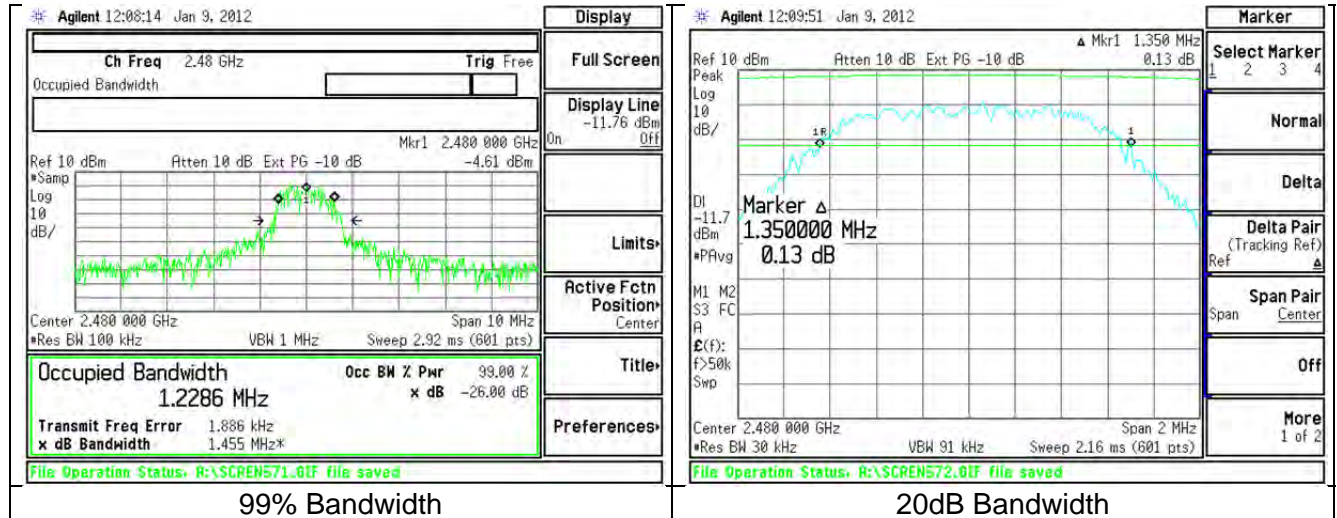 Agilent 12:08:14 Jan 9, 2012
Display
Ch Freq 2.48 GHz Trig Free
Occupied Bandwidth
Full Screen
Display Line
-11.76 dBm
On Off
Mkr1 2.480 000 GHz
Ref 10 dBm Atten 10 dB Ext PG -10 dB -4.61 dBm
#Samp
Log
10
dB/
Limits
Active Fctn
Position
Center
Center 2.480 000 GHz Span 10 MHz
#Res BW 100 kHz VBW 1 MHz Sweep 2.92 ms (601 pts)
Occupied Bandwidth Occ BW % Pwr 99.00 %
1.2286 MHz x dB -26.00 dB
Title
Transmit Freq Error 1.886 kHz
x dB Bandwidth 1.455 MHz*
Preferences
File Operation Status, A:\SCREN571.GIF file saved
99% Bandwidth
Agilent 12:09:51 Jan 9, 2012
Marker
Δ Mkr1 1.350 MHz
Ref 10 dBm Atten 10 dB Ext PG -10 dB 0.13 dB
Peak
Log
10
dB/
1R
1
Select Marker
1 2 3 4
Normal
Delta
DI
-11.7
dBm
#PAvg
Marker Δ
1.350000 MHz
0.13 dB
Delta Pair
(Tracking Ref)
Ref Δ
M1 M2
S3 FC
A
£(f):
f>50k
Swp
Span Pair
Span Center
Off
Center 2.480 000 GHz Span 2 MHz
#Res BW 30 kHz VBW 91 kHz Sweep 2.16 ms (601 pts)
More
1 of 2
File Operation Status, A:\SCREN572.GIF file saved
20dB Bandwidth